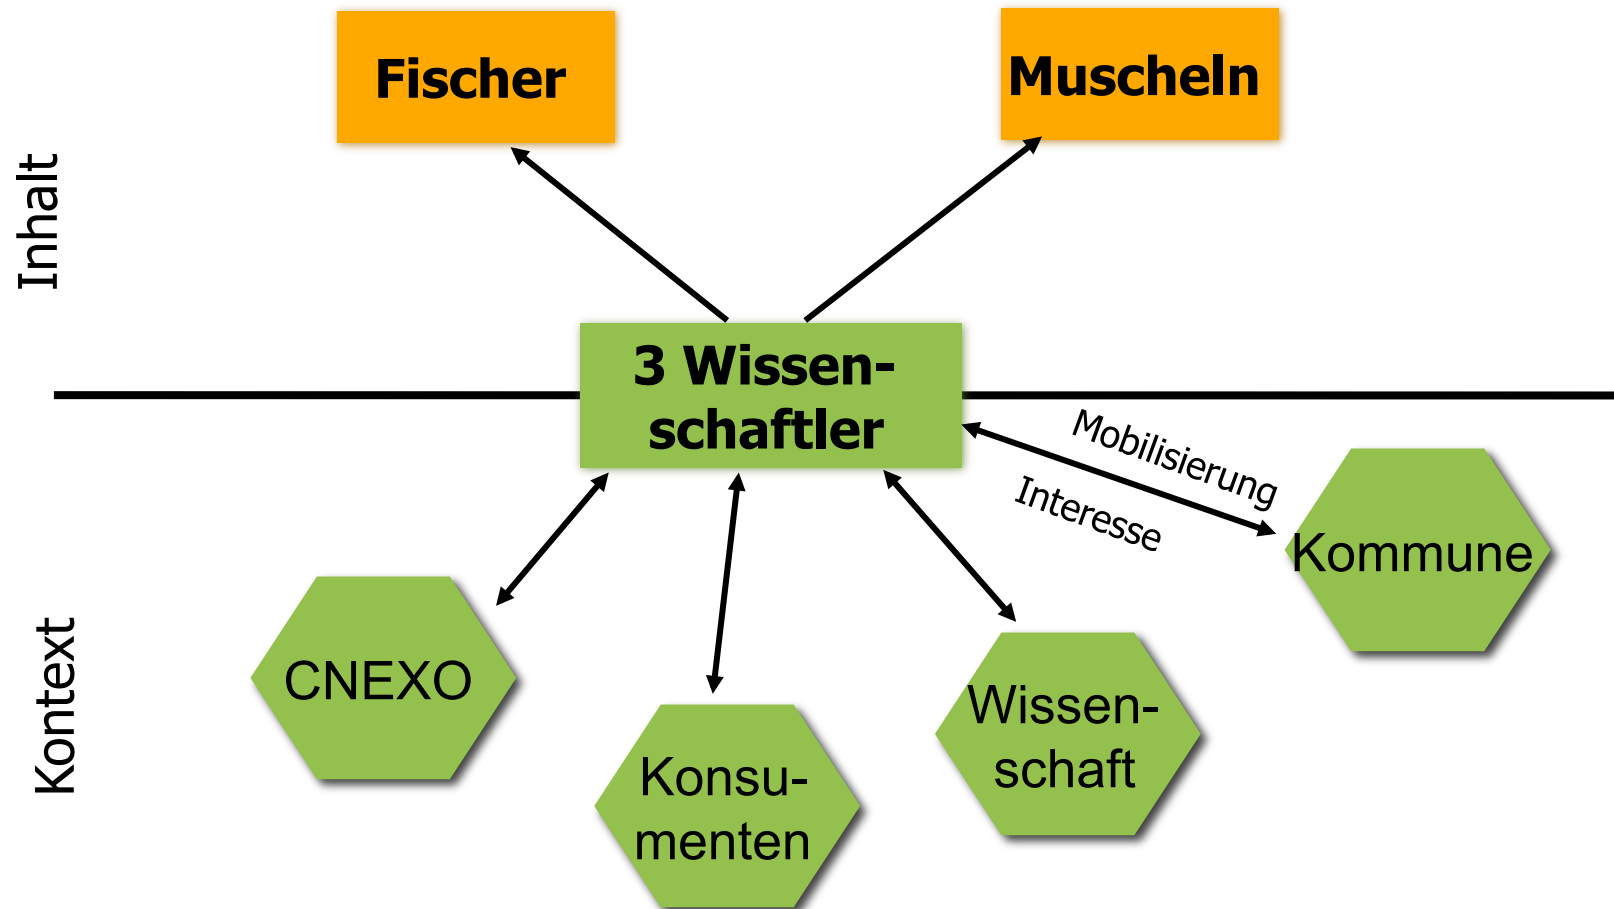 Fischer
Muscheln
Inhalt
3 Wissen-
schaftler
Mobilisierung
Interesse
Kommune
Kontext
CNEXO
Wissen-
schaft
Konsu-
menten